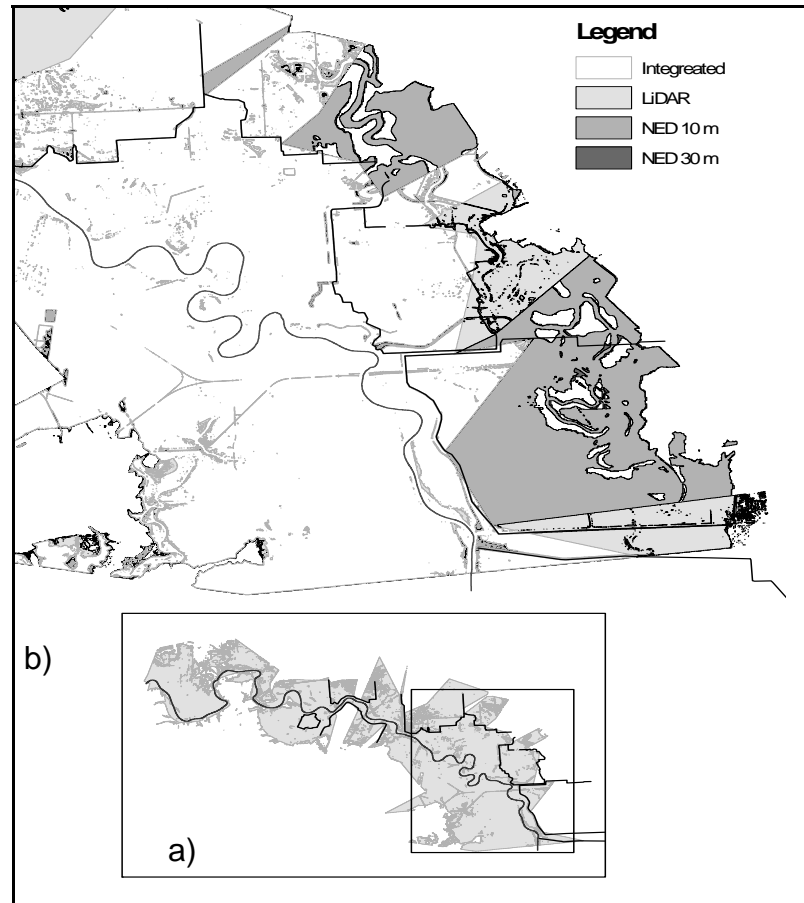 Legend
Integreated
LiDAR
NED 10 m
NED 30 m
b)
a)